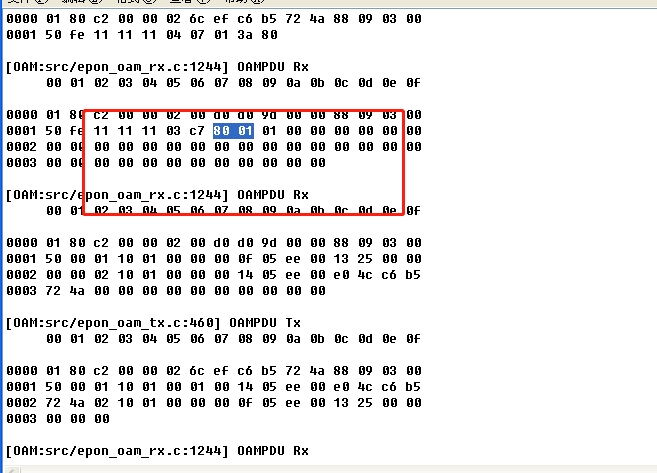 0000 01 80 c2 00 00 02 6c ef c6 b5 72 4a 88 09 03 00
0001 50 fe 11 11 11 04 07 01 3a 80
[OAM:src/epon_oam_rx.c:1244] OAMPDU Rx
00 01 02 03 04 05 06 07 08 09 0a 0b 0c 0d 0e 0f
0000 01 80 c2 00 00 02 00 d0 d0 9d 00 00 88 09 03 00
0001 50 fe 11 11 11 03 c7 80 01 01 00 00 00 00 00 00
0002 00 00 00 00 00 00 00 00 00 00 00 00 00 00 00 00
0003 00 00 00 00 00 00 00 00 00 00 00 00
[OAM:src/epon_oam_rx.c:1244] OAMPDU Rx
00 01 02 03 04 05 06 07 08 09 0a 0b 0c 0d 0e 0f
0000 01 80 c2 00 00 02 00 d0 d0 9d 00 00 88 09 03 00
0001 50 00 01 10 01 00 00 00 0f 05 ee 00 13 25 00 00
0002 00 00 02 10 01 00 00 00 14 05 ee 00 e0 4c c6 b5
0003 72 4a 00 00 00 00 00 00 00 00 00 00
[OAM:src/epon_oam_tx.c:460] OAMPDU Tx
00 01 02 03 04 05 06 07 08 09 0a 0b 0c 0d 0e 0f
0000 01 80 c2 00 00 02 6c ef c6 b5 72 4a 88 09 03 00
0001 50 00 01 10 01 00 01 00 14 05 ee 00 e0 4c c6 b5
0002 72 4a 02 10 01 00 00 00 0f 05 ee 00 13 25 00 00
0003 00 00 00
[OAM:src/epon_oam_rx.c:1244] OAMPDU Rx